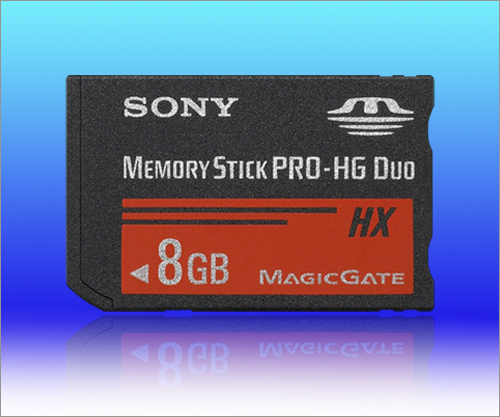 SONY
MEMORY STICK PRO-HG DUO
HX
8GB
MAGICGATE